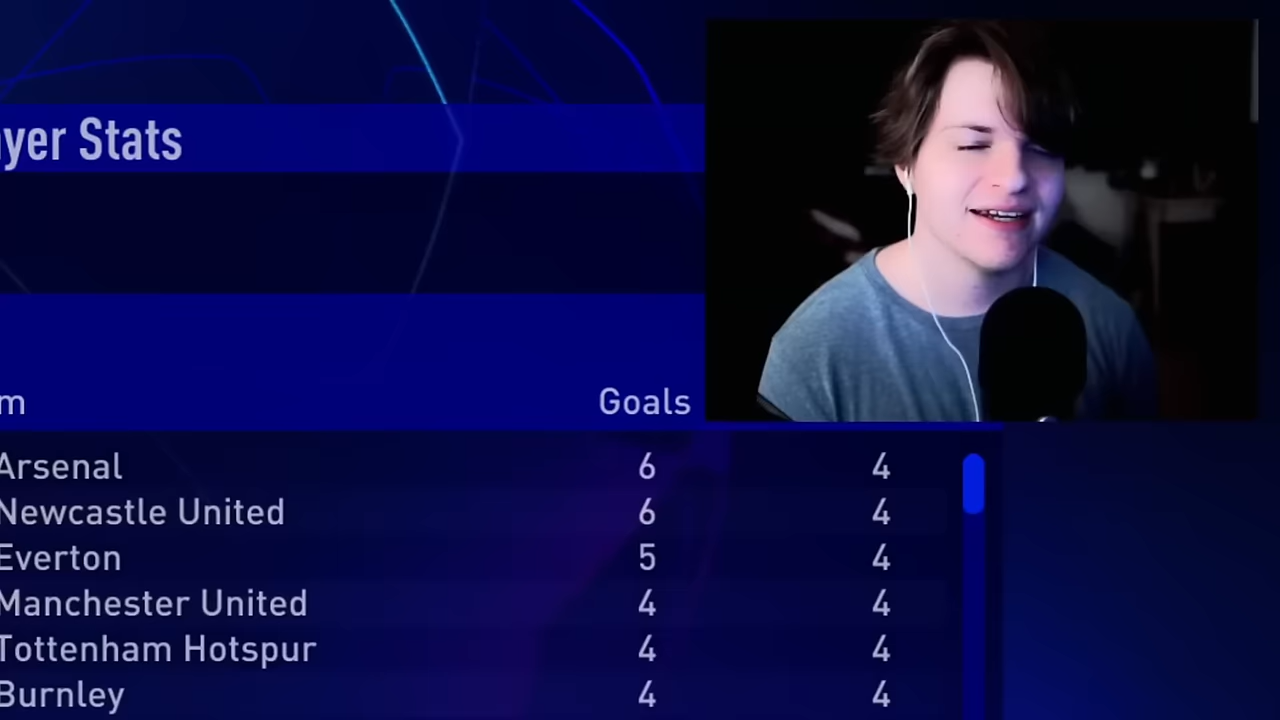 yer Stats
m Goals
Arsenal 6 4
Newcastle United 6 4
Everton 5 4
Manchester United 4 4
Tottenham Hotspur 4 4
Burnley 4 4